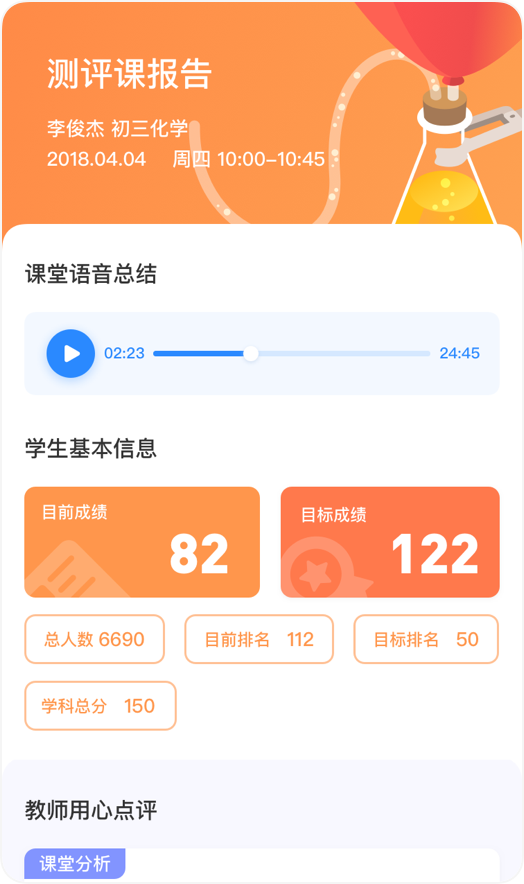 测评课报告
李俊杰 初三化学
2018.04.04 周四 10:00-10:45
课堂语音总结
02:23 24:45
学生基本信息
目前成绩 目标成绩
82 122
总人数 6690 目前排名 112 目标排名 50
学科总分 150
教师用心点评
课堂分析